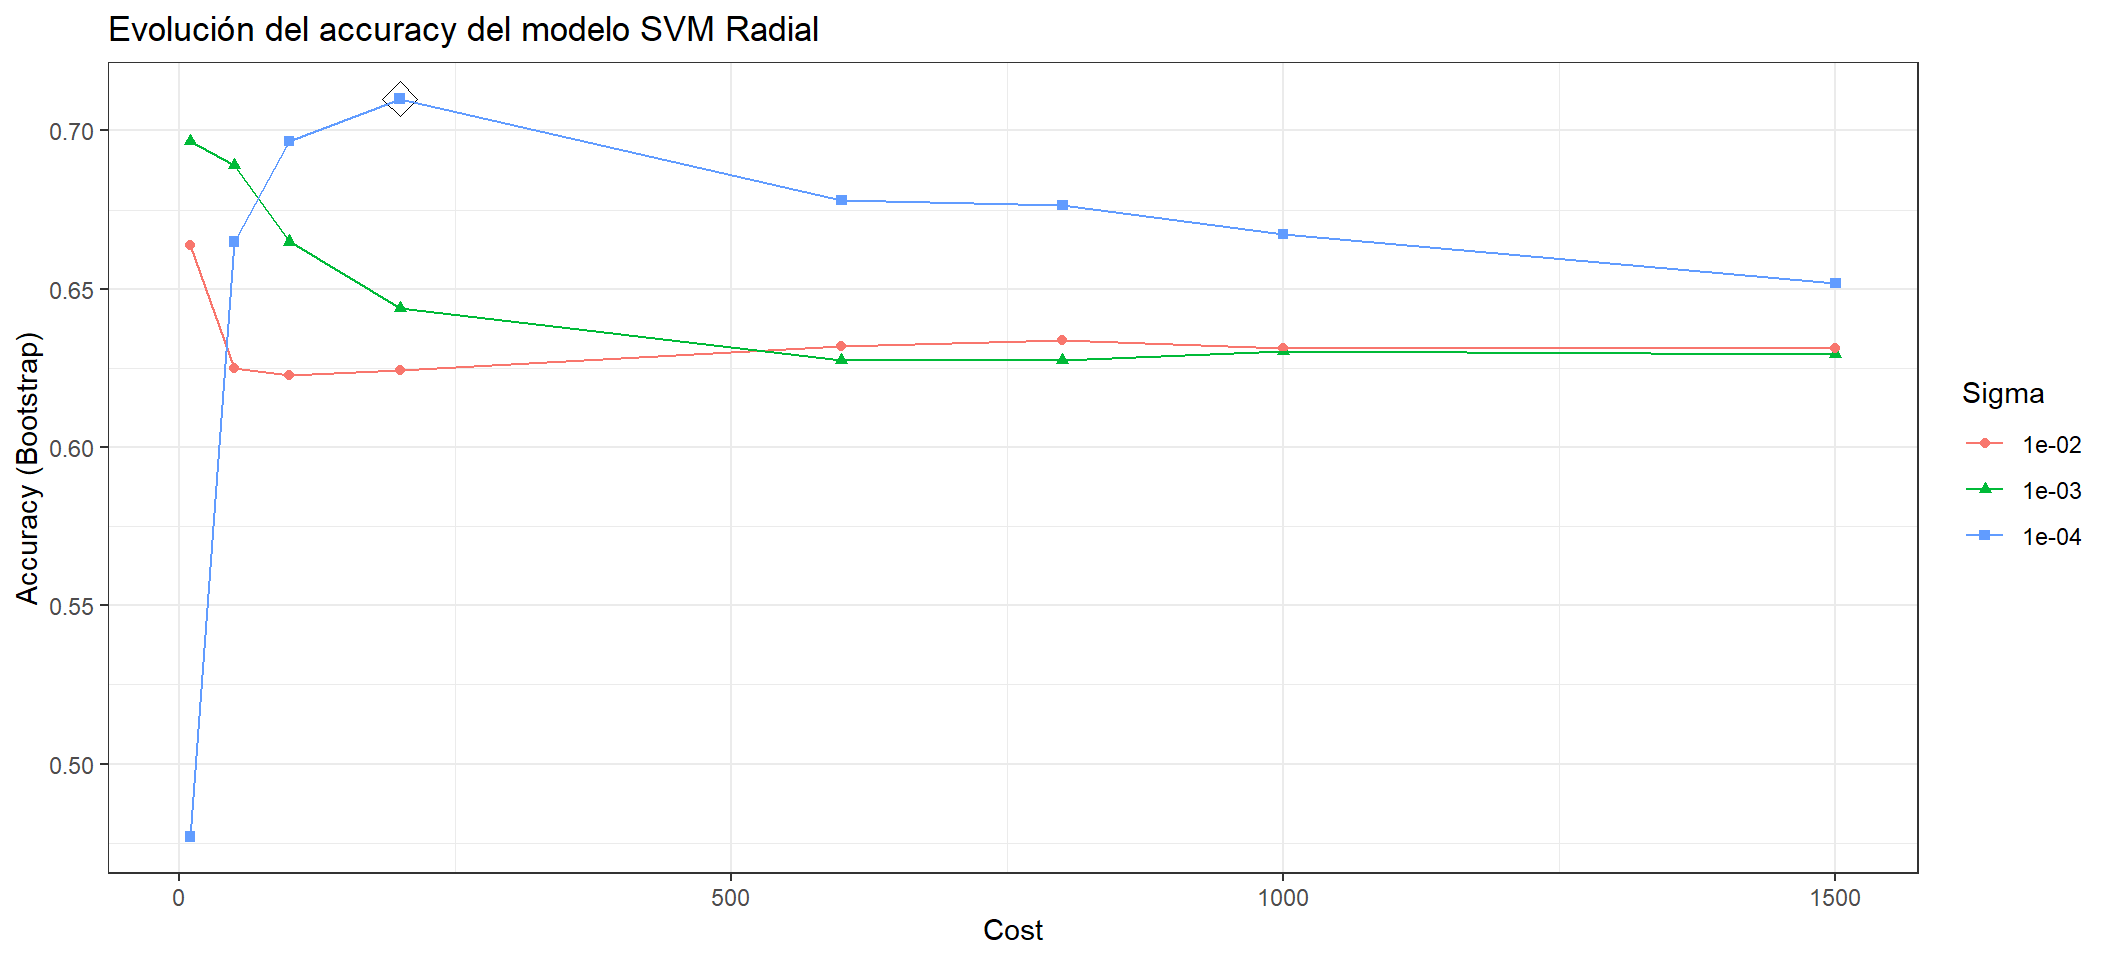 Evolución del accuracy del modelo SVM Radial
Accuracy (Bootstrap)
0.70
0.65
0.60
0.55
0.50
0
500
1000
1500
Cost
Sigma
1e-02
1e-03
1e-04